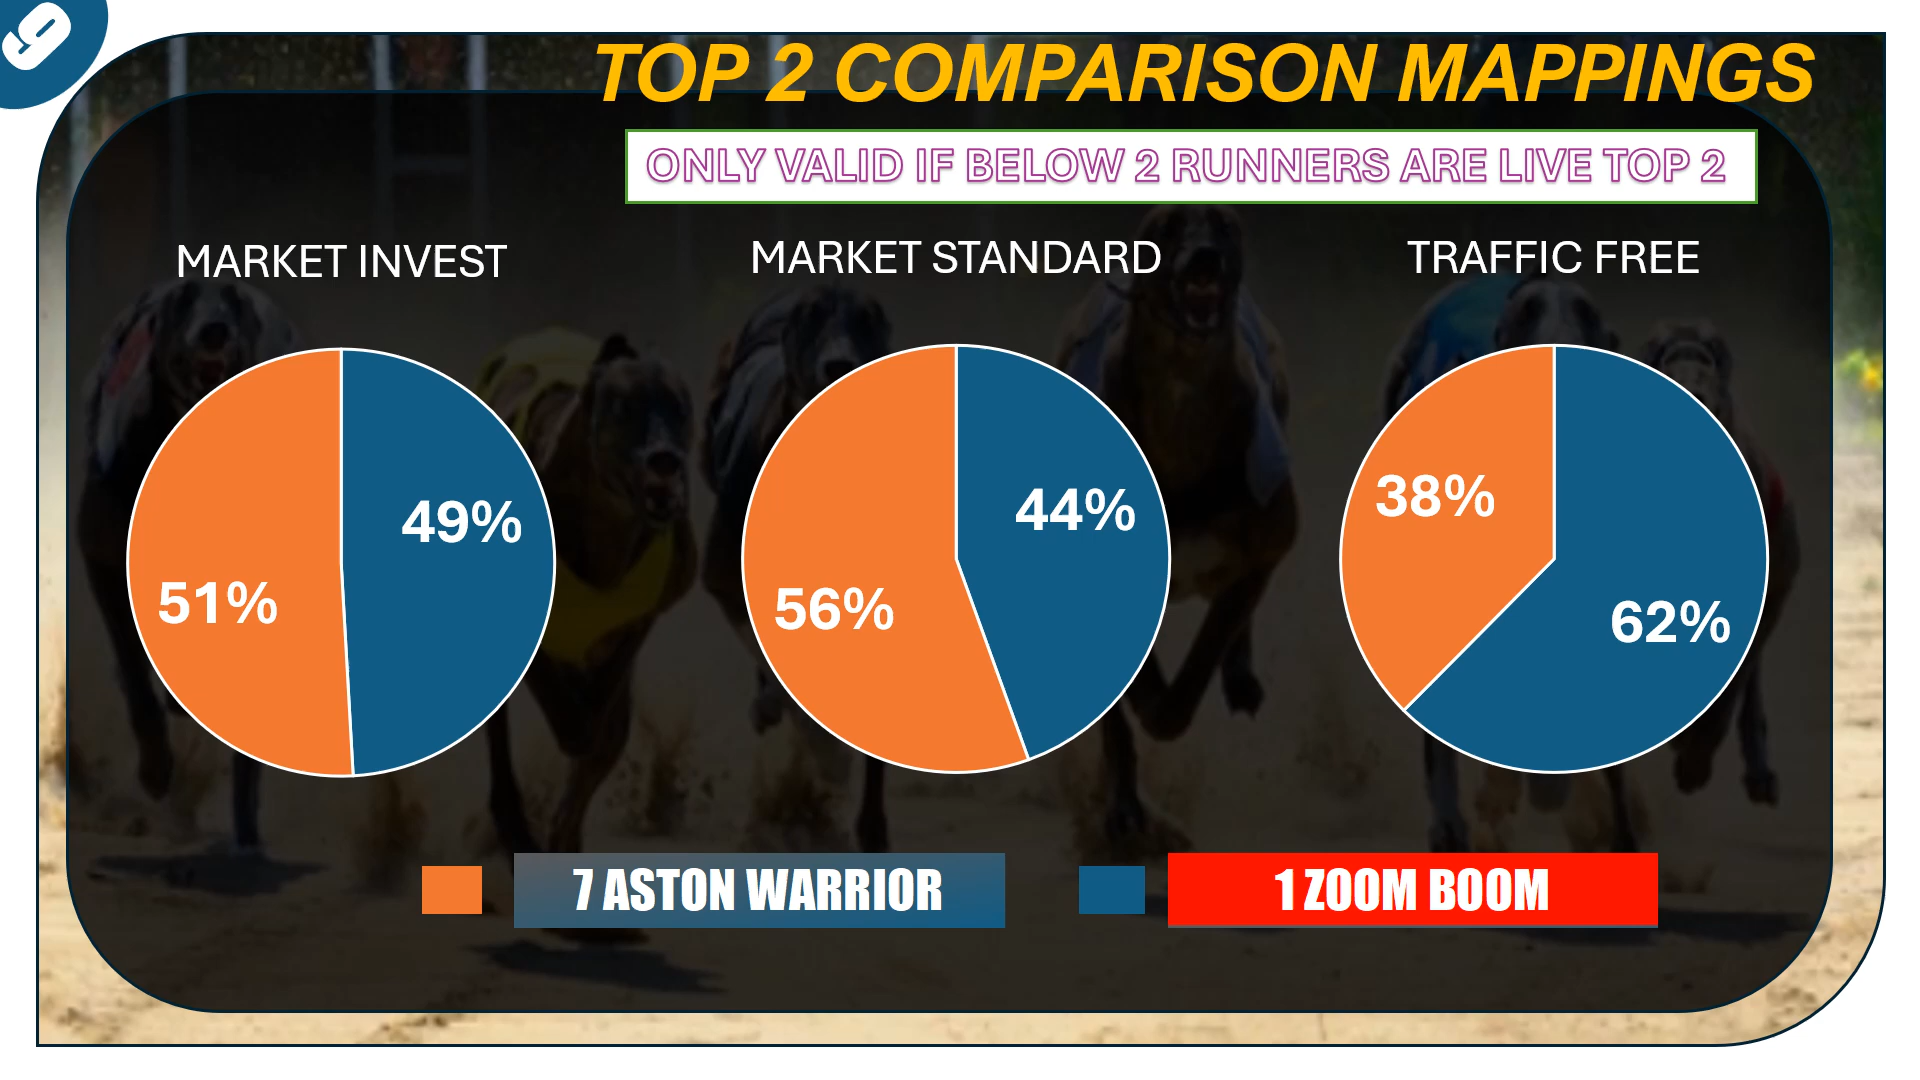 TOP 2 COMPARISON MAPPINGS
ONLY VALID IF BELOW 2 RUNNERS ARE LIVE TOP 2
MARKET INVEST
MARKET STANDARD
TRAFFIC FREE
49%
51%
44%
56%
38%
62%
7 ASTON WARRIOR
1 ZOOM BOOM